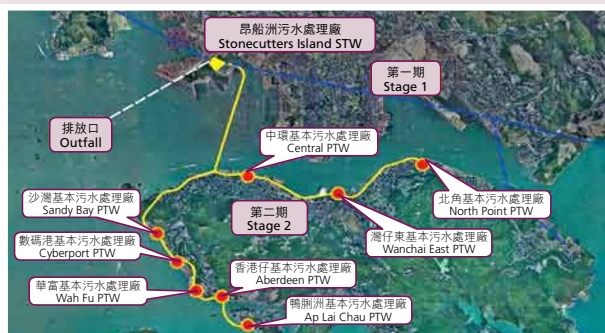 昂船洲污水處理廠
Stonecutters Island STW
第一期
Stage 1
排放口
Outfall
中環基本污水處理廠
Central PTW
北角基本污水處理廠
North Point PTW
沙灣基本污水處理廠
Sandy Bay PTW
第二期
Stage 2
灣仔東基本污水處理廠
Wanchai East PTW
數碼港基本污水處理廠
Cyberport PTW
香港仔基本污水處理廠
Aberdeen PTW
華富基本污水處理廠
Wah Fu PTW
鴨脷洲基本污水處理廠
Ap Lai Chau PTW